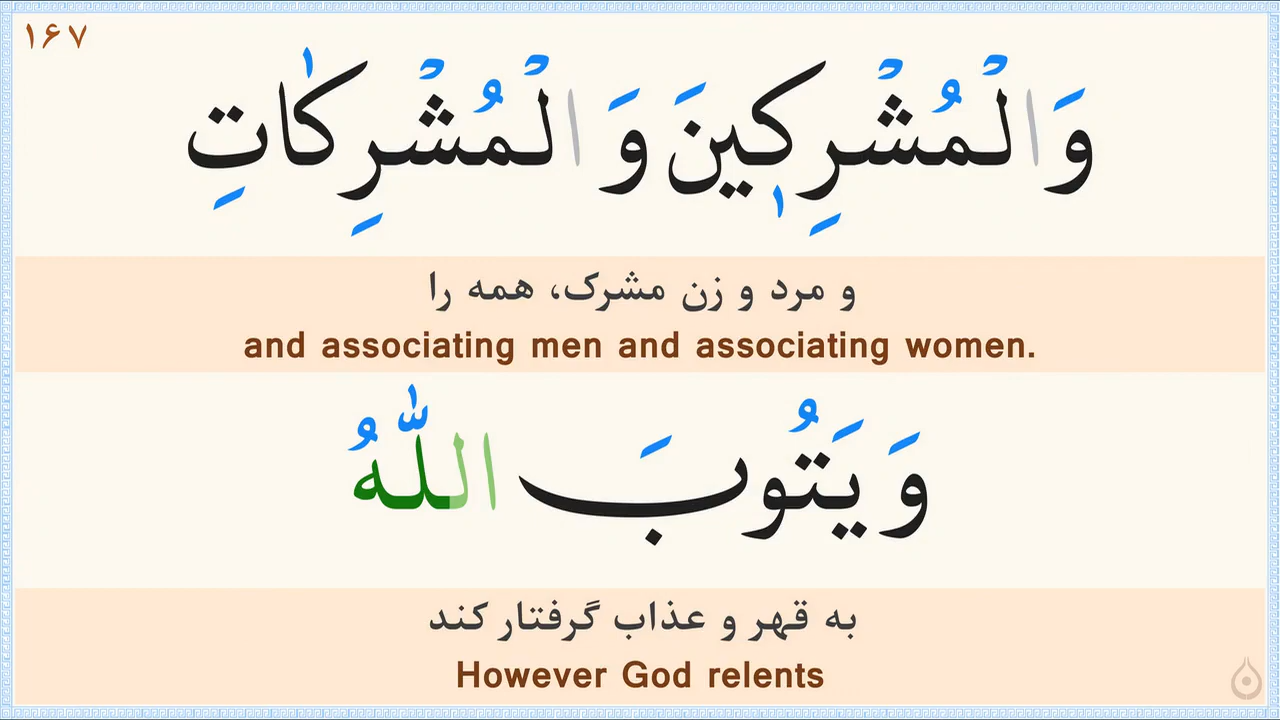 ۱۶۷
وَالْمُشْرِكٖينَ وَالْمُشْرِكَاتِ
و مرد و زن مشرک، همه را
and associating men and associating women.
وَيَتُوبَ اللّٰهُ
به قهر و عذاب گرفتار کند
However God relents